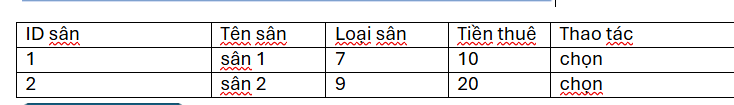 ID sân Tên sân Loại sân Tiền thuê Thao tác
1 sân 1 7 10 chọn
2 sân 2 9 20 chọn